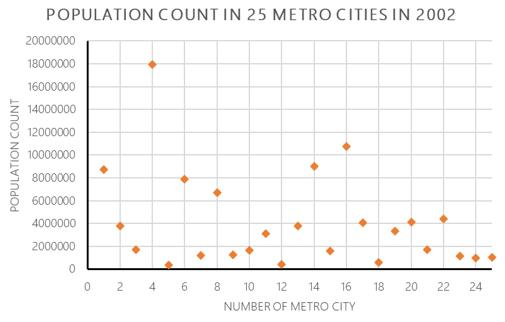 POPULATION COUNT IN 25 METRO CITIES IN 2002
20000000
18000000
16000000
14000000
12000000
10000000
8000000
6000000
4000000
2000000
0
POPULATION COUNT
0 2 4 6 8 10 12 14 16 18 20 22 24
NUMBER OF METRO CITY